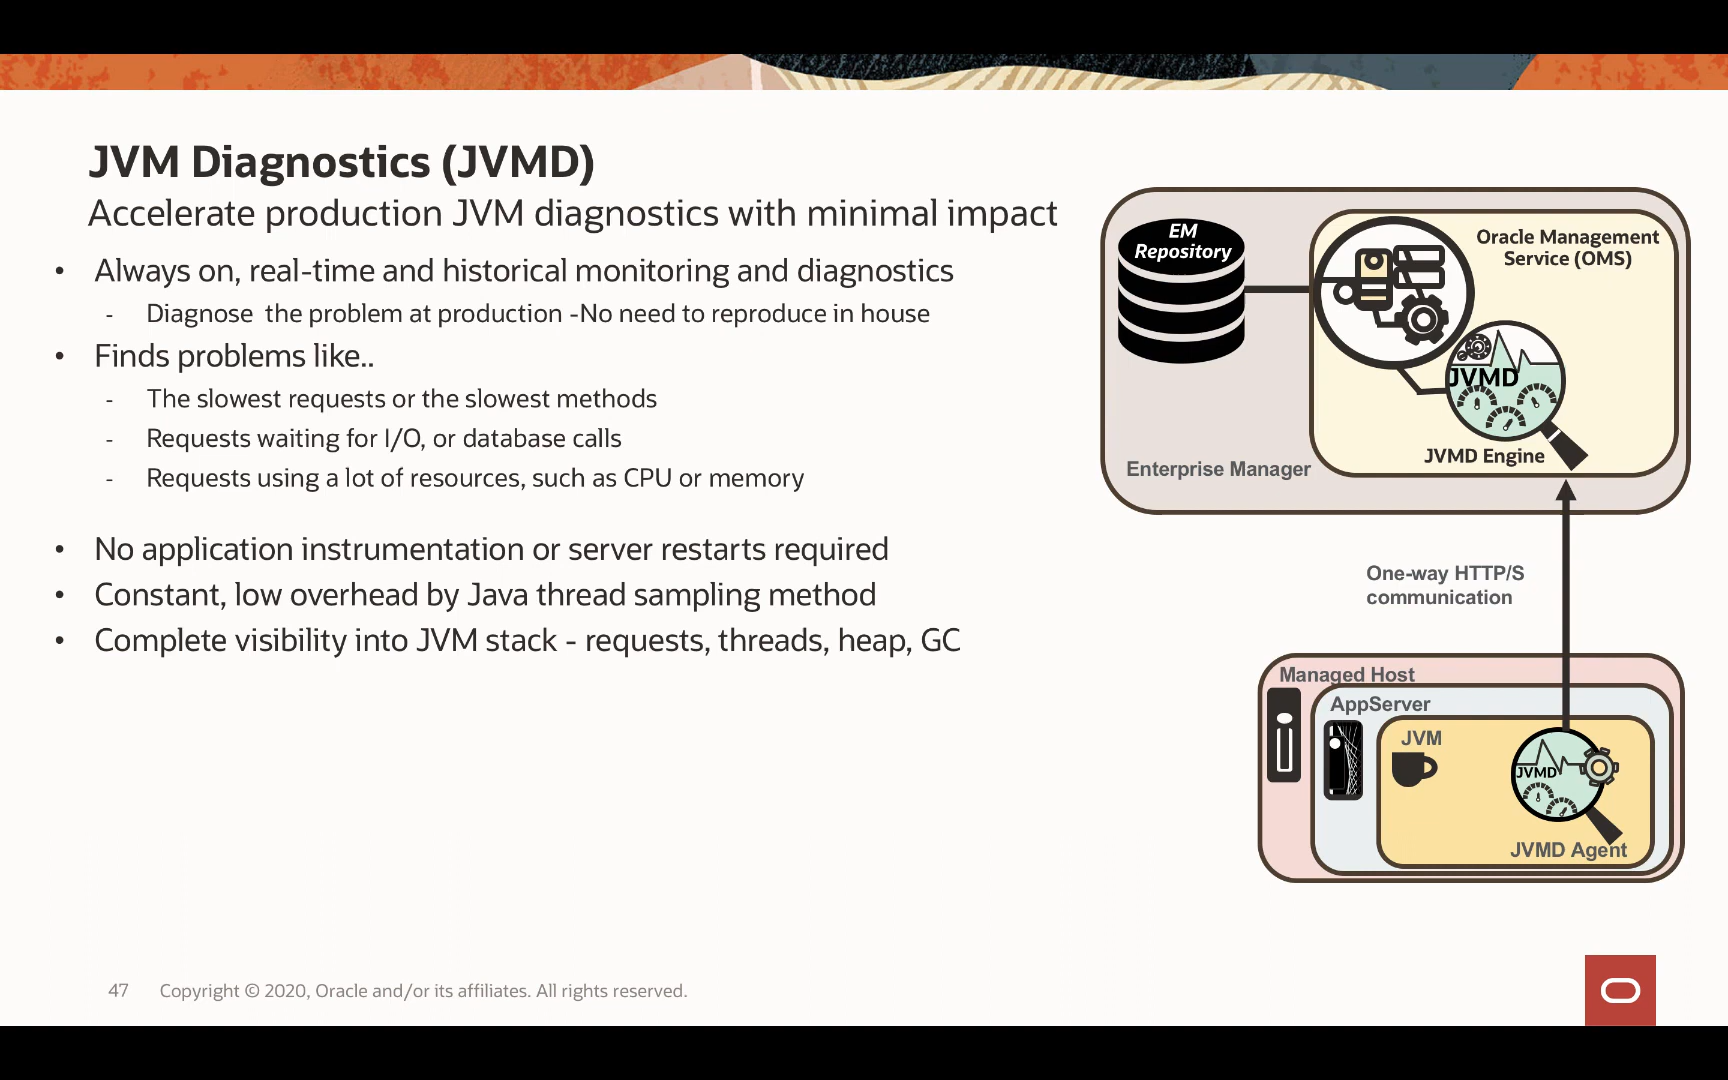 JVM Diagnostics (JVMD)
Accelerate production JVM diagnostics with minimal impact
• Always on, real-time and historical monitoring and diagnostics
- Diagnose  the problem at production -No need to reproduce in house
• Finds problems like..
- The slowest requests or the slowest methods
- Requests waiting for I/O, or database calls
- Requests using a lot of resources, such as CPU or memory
• No application instrumentation or server restarts required
• Constant, low overhead by Java thread sampling method
• Complete visibility into JVM stack - requests, threads, heap, GC
EM
Repository
Oracle Management
Service (OMS)
JVMD
JVMD Engine
Enterprise Manager
One-way HTTP/S
communication
Managed Host
AppServer
JVM
JVMD
JVMD Agent
47 Copyright © 2020, Oracle and/or its affiliates. All rights reserved.